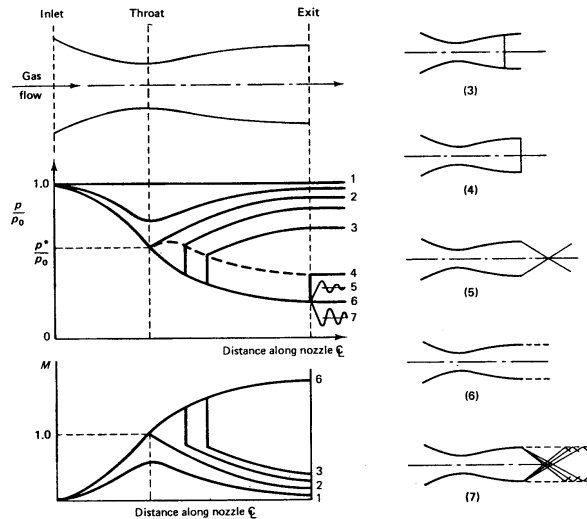 Inlet
Throat
Exit
Gas
flow
1.0
p
p0
p*
p0
0
1
2
3
4
5
6
7
Distance along nozzle ℄
M
1.0
6
3
2
1
Distance along nozzle ℄
(3)
(4)
(5)
(6)
(7)